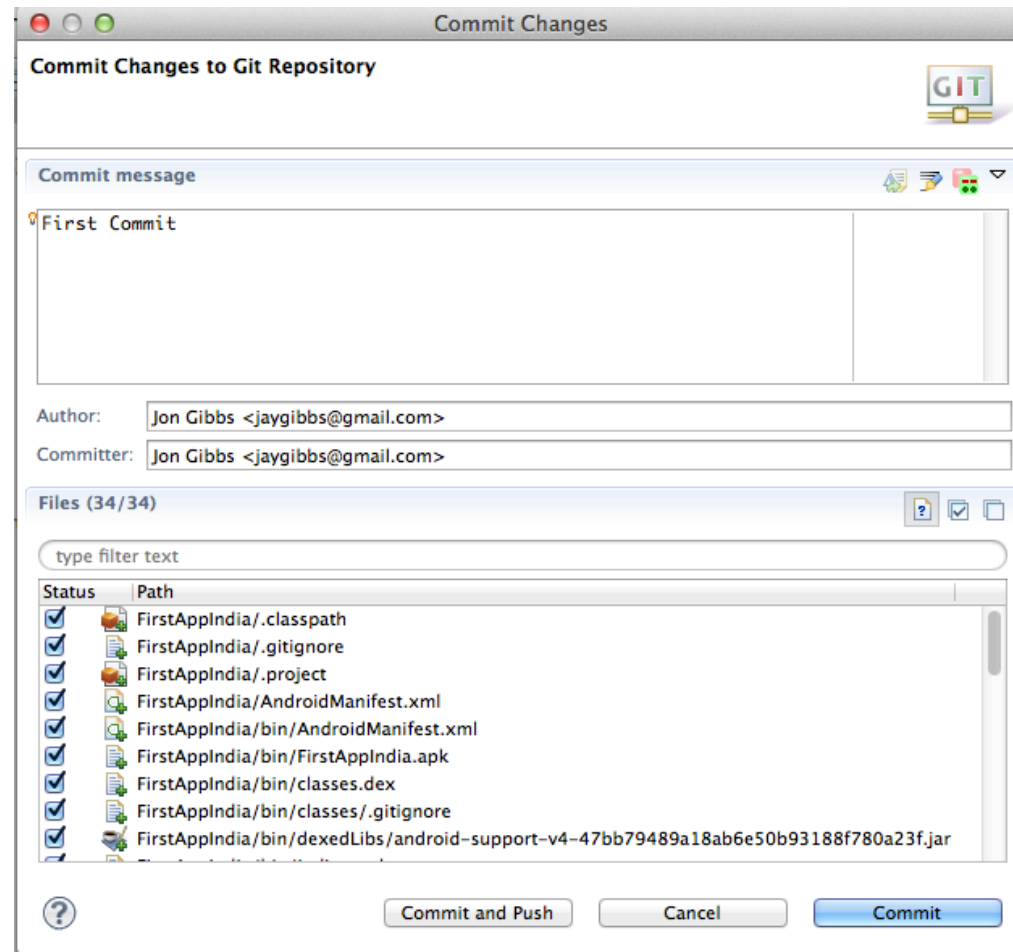 Commit Changes
Commit Changes to Git Repository
GIT
Commit message
First Commit
Author: Jon Gibbs <jaygibbs@gmail.com>
Committer: Jon Gibbs <jaygibbs@gmail.com>
Files (34/34)
type filter text
Status Path
FirstAppIndia/.classpath
FirstAppIndia/.gitignore
FirstAppIndia/.project
FirstAppIndia/AndroidManifest.xml
FirstAppIndia/bin/AndroidManifest.xml
FirstAppIndia/bin/FirstAppIndia.apk
FirstAppIndia/bin/classes.dex
FirstAppIndia/bin/classes/.gitignore
FirstAppIndia/bin/dexedLibs/android-support-v4-47bb79489a18ab6e50b93188f780a23f.jar
? Commit and Push Cancel Commit